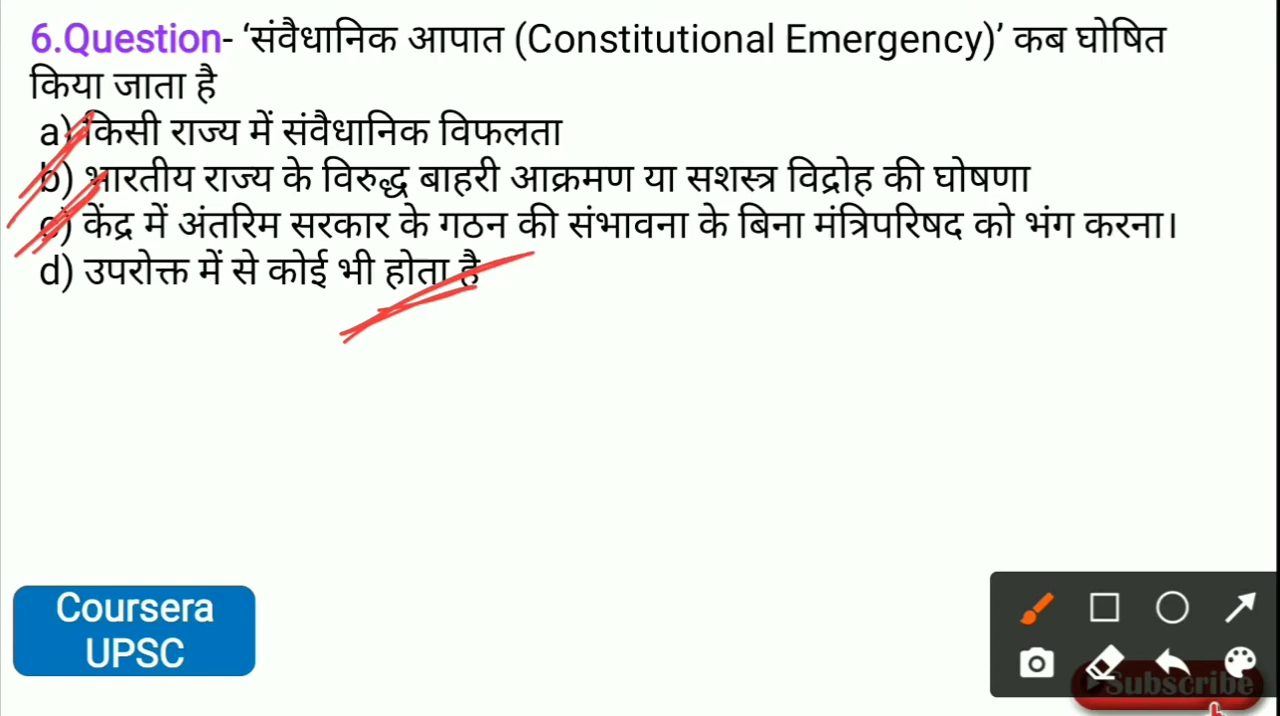 6.Question- ‘संवैधानिक आपात (Constitutional Emergency)’ कब घोषित
किया जाता है
a) किसी राज्य में संवैधानिक विफलता
b) भारतीय राज्य के विरुद्ध बाहरी आक्रमण या सशस्त्र विद्रोह की घोषणा
c) केंद्र में अंतरिम सरकार के गठन की संभावना के बिना मंत्रिपरिषद को भंग करना।
d) उपरोक्त में से कोई भी होता है
Coursera
UPSC
Subscribe